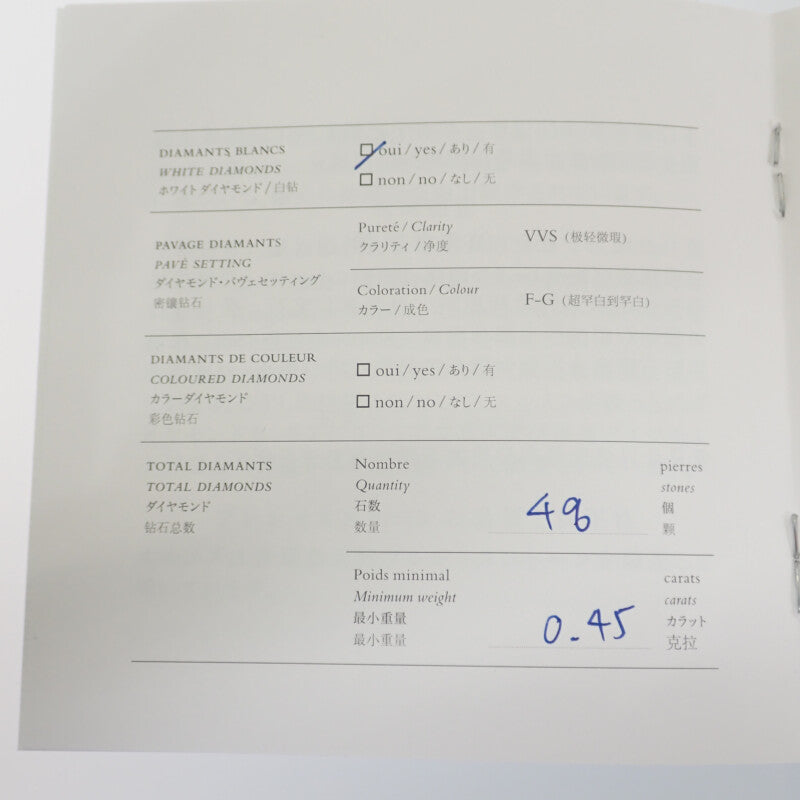 DIAMANTS BLANCS
WHITE DIAMONDS
ホワイトダイヤモンド / 白钻
☐ oui / yes / あり / 有
☐ non / no / なし / 无
PAVAGE DIAMANTS
PAVÉ SETTING
ダイヤモンド・パヴェセッティング
密镶钻石
Pureté / Clarity
クラリティ / 净度
VVS (极轻微瑕)
Coloration / Colour
カラー / 成色
F-G (超罕白到罕白)
DIAMANTS DE COULEUR
COLOURED DIAMONDS
カラーダイヤモンド
彩色钻石
☐ oui / yes / あり / 有
☐ non / no / なし / 无
TOTAL DIAMANTS
TOTAL DIAMONDS
ダイヤモンド
钻石总数
Nombre
Quantity
石数
数量
pierres
stones
個
颗
Poids minimal
Minimum weight
最小重量
最小重量
0.45
carats
carats
カラット
克拉